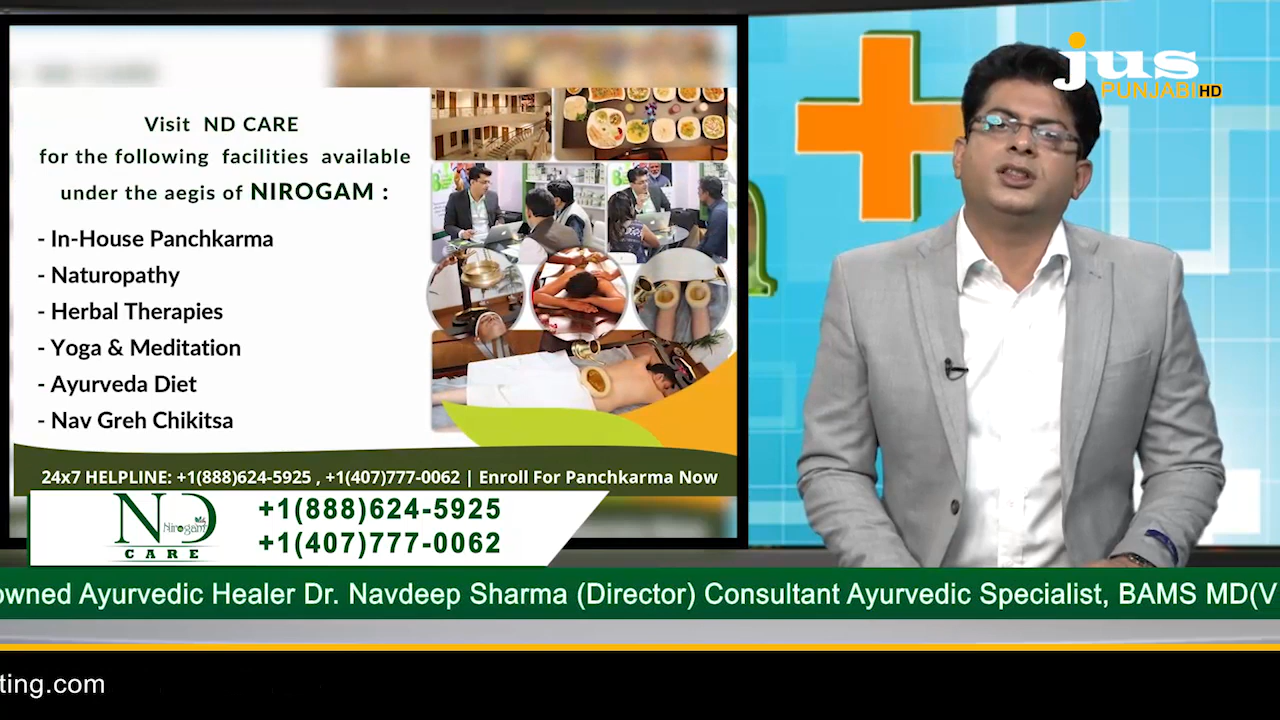 Visit ND CARE
for the following facilities available
under the aegis of NIROGAM :
- In-House Panchkarma
- Naturopathy
- Herbal Therapies
- Yoga & Meditation
- Ayurveda Diet
- Nav Greh Chikitsa
24x7 HELPLINE: +1(888)624-5925 , +1(407)777-0062 | Enroll For Panchkarma Now
jus
PUNJABI HD
ND
Nirogam
CARE
+1(888)624-5925
+1(407)777-0062
owned Ayurvedic Healer Dr. Navdeep Sharma (Director) Consultant Ayurvedic Specialist, BAMS MD(V
ting.com